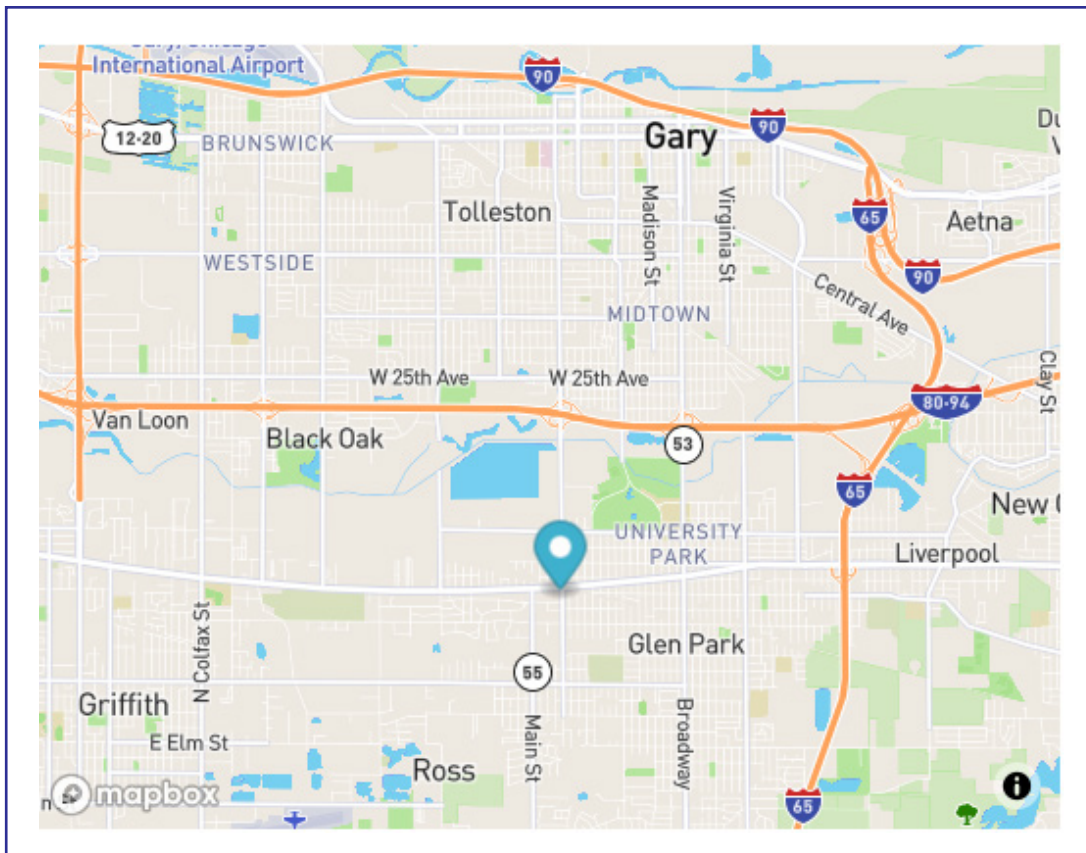 International Airport
90
12-20
BRUNSWICK
Gary
90
Tolleston
Madison St
Virginia St
65
Aetna
WESTSIDE
90
Central Ave
MIDTOWN
W 25th Ave
W 25th Ave
Clay St
80-94
Van Loon
Black Oak
53
65
New
UNIVERSITY
PARK
Liverpool
N Colfax St
Glen Park
55
Griffith
Main St
Broadway
E Elm St
Ross
mapbox
i
65